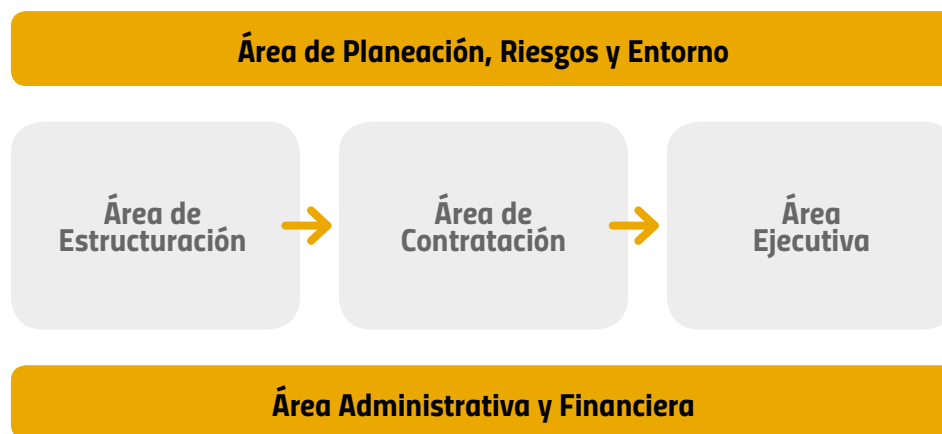 Área de Planeación, Riesgos y Entorno
Área de
Estructuración
Área de
Contratación
Área
Ejecutiva
Área Administrativa y Financiera